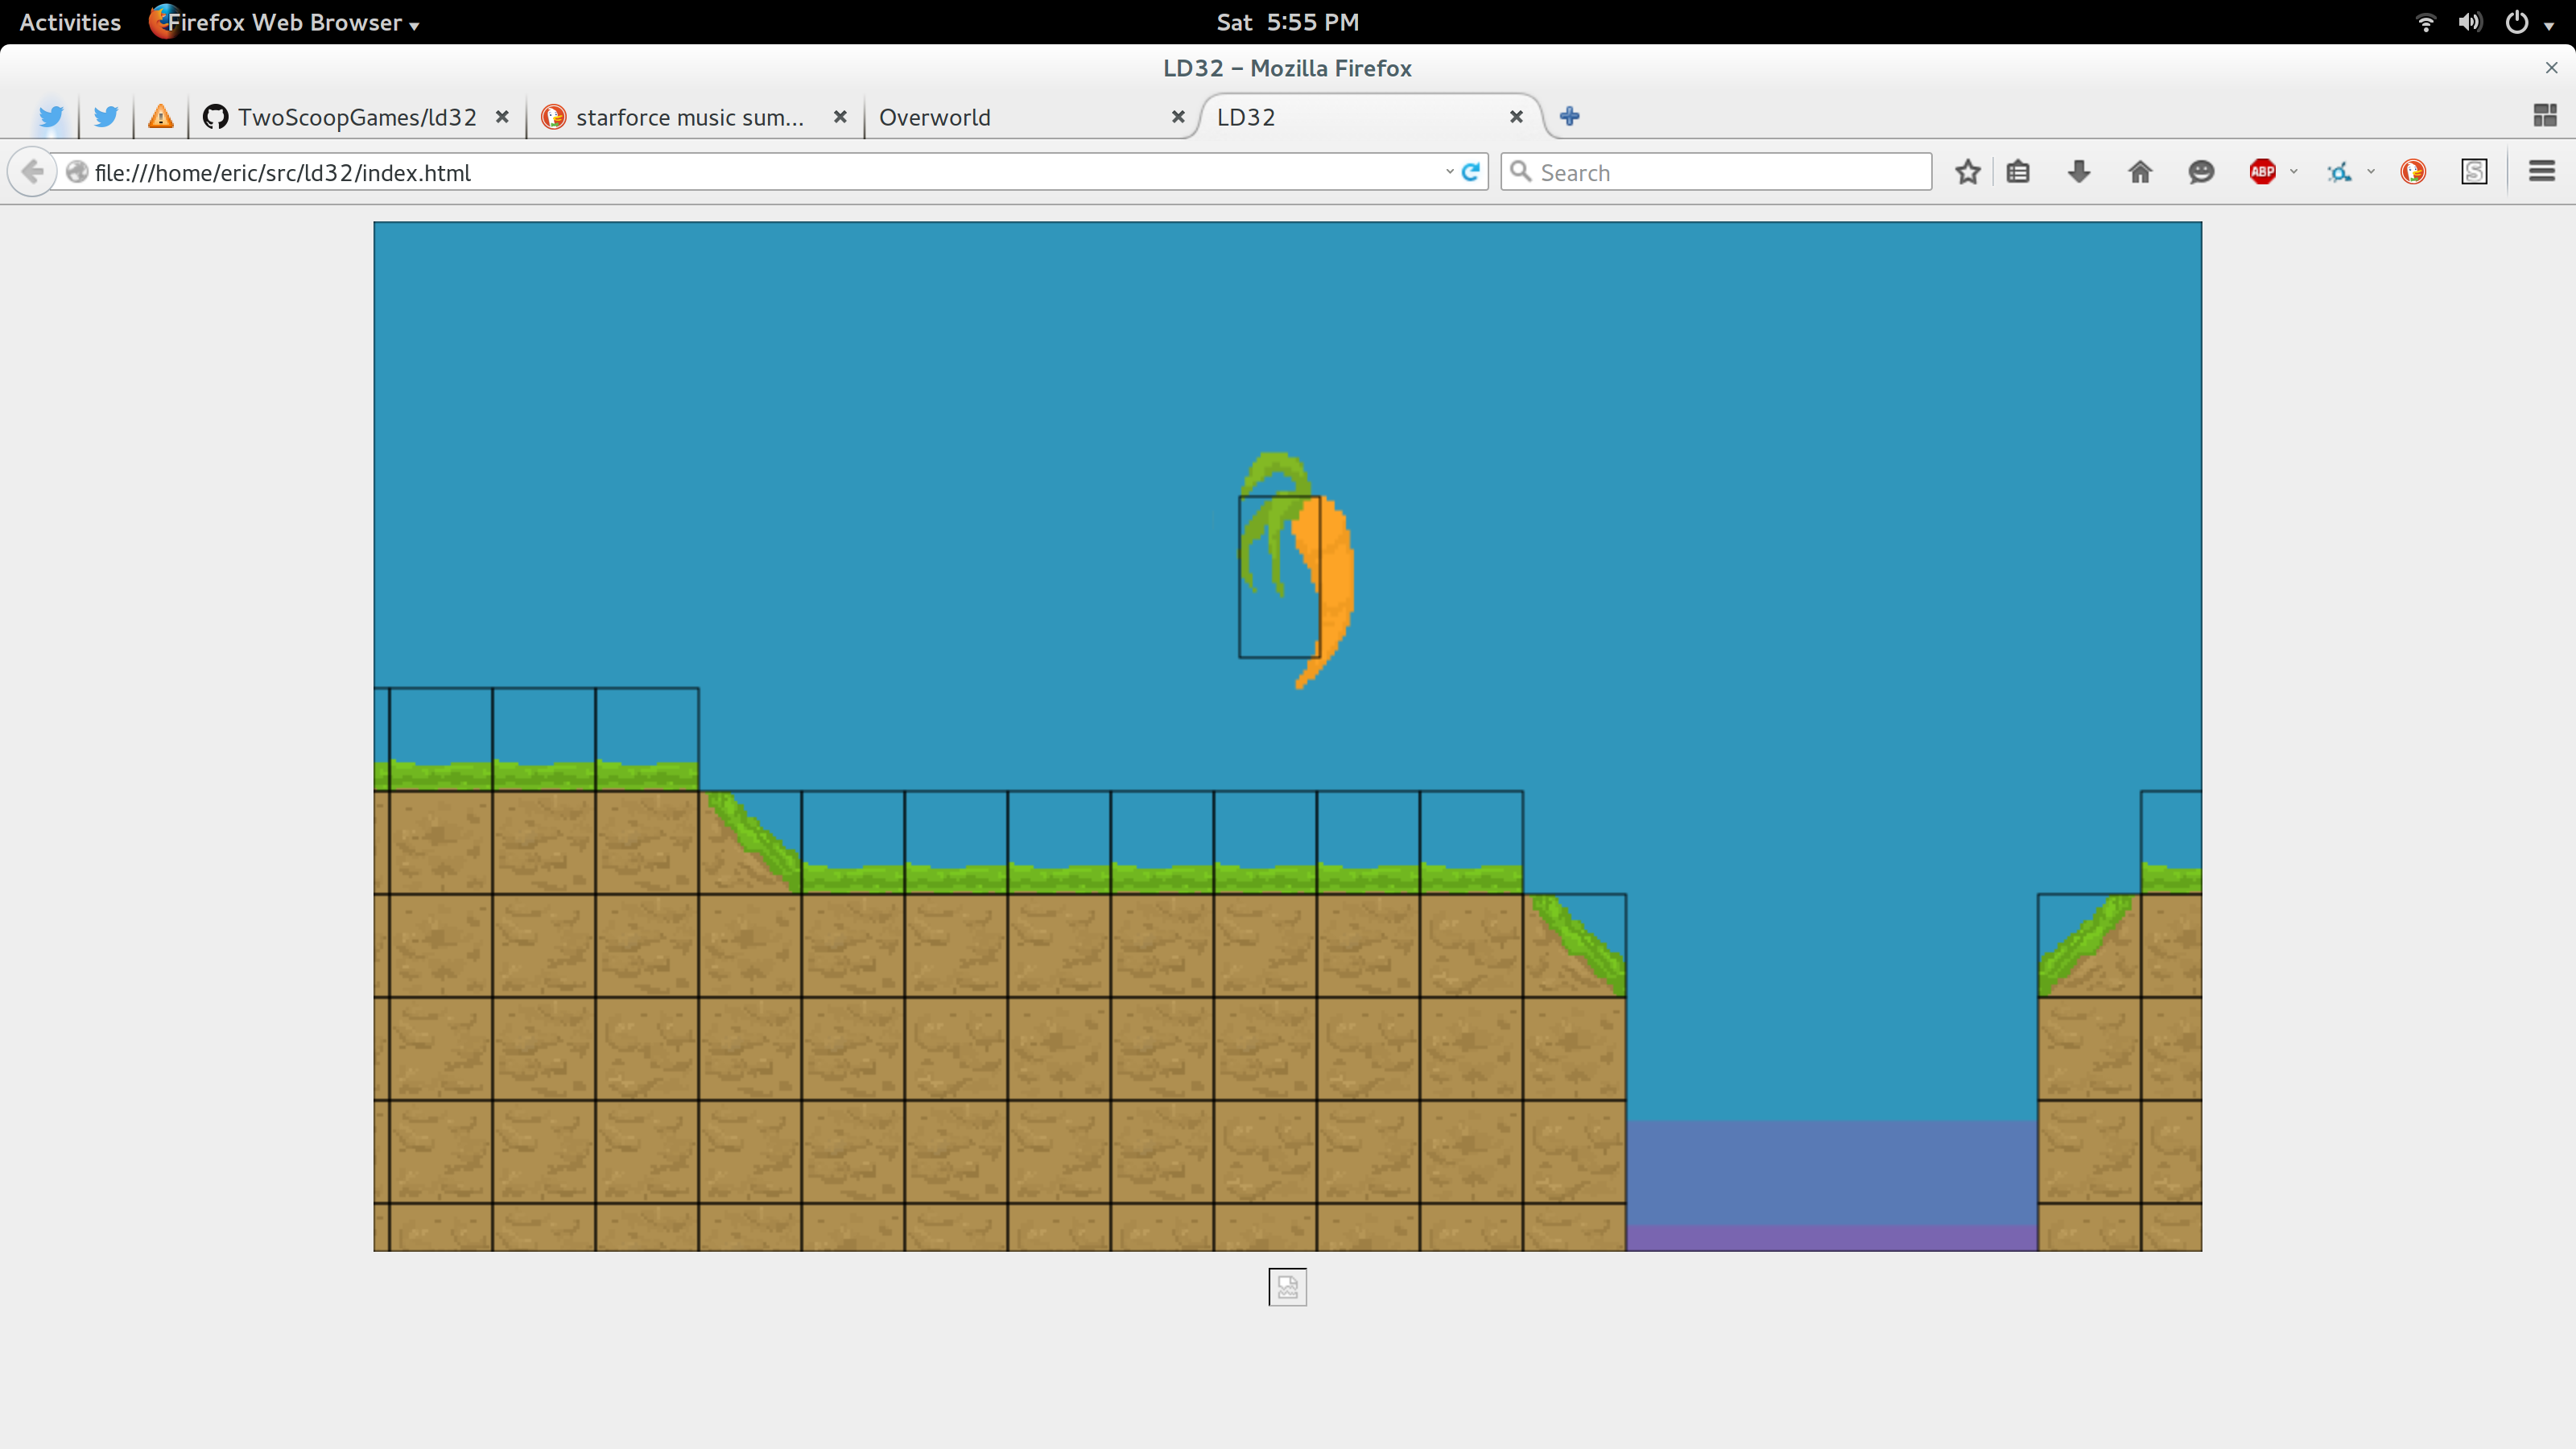 Activities Firefox Web Browser Sat 5:55 PM
LD32 – Mozilla Firefox
TwoScoopGames/ld32 starforce music sum... Overworld LD32
file:///home/eric/src/ld32/index.html Search ABP S